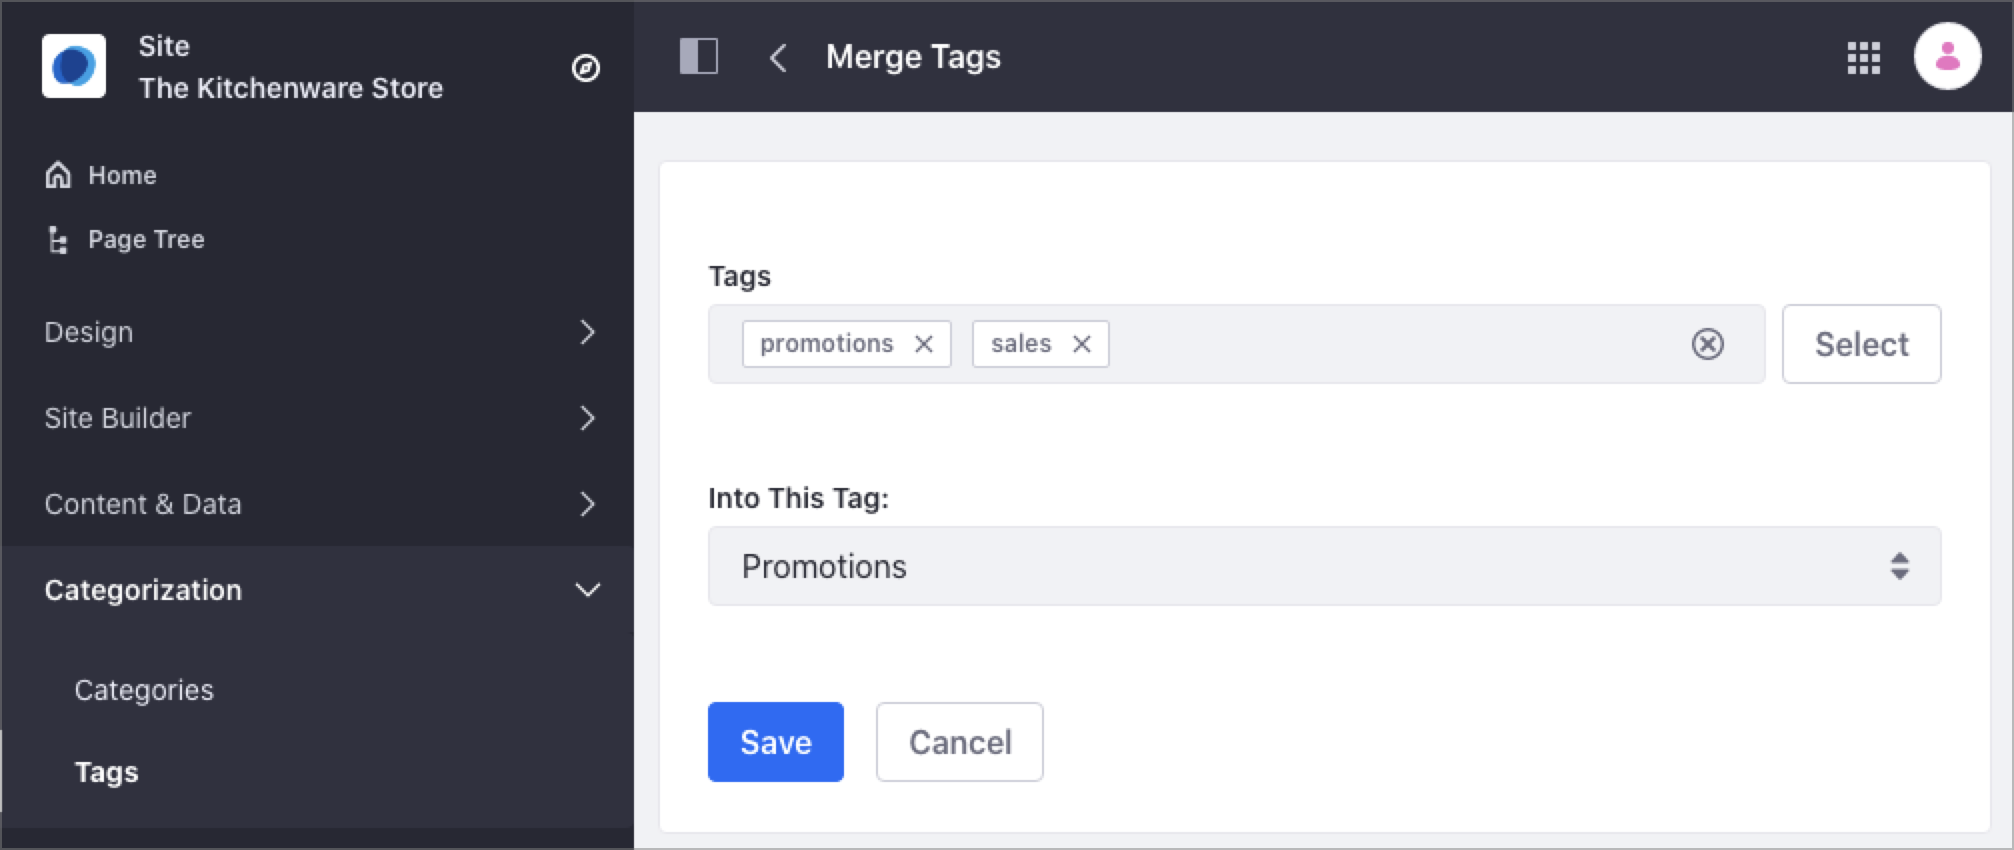 Site
The Kitchenware Store
Home
Page Tree
Design
Site Builder
Content & Data
Categorization
Categories
Tags
Merge Tags
Tags
promotions sales
Select
Into This Tag:
Promotions
Save Cancel